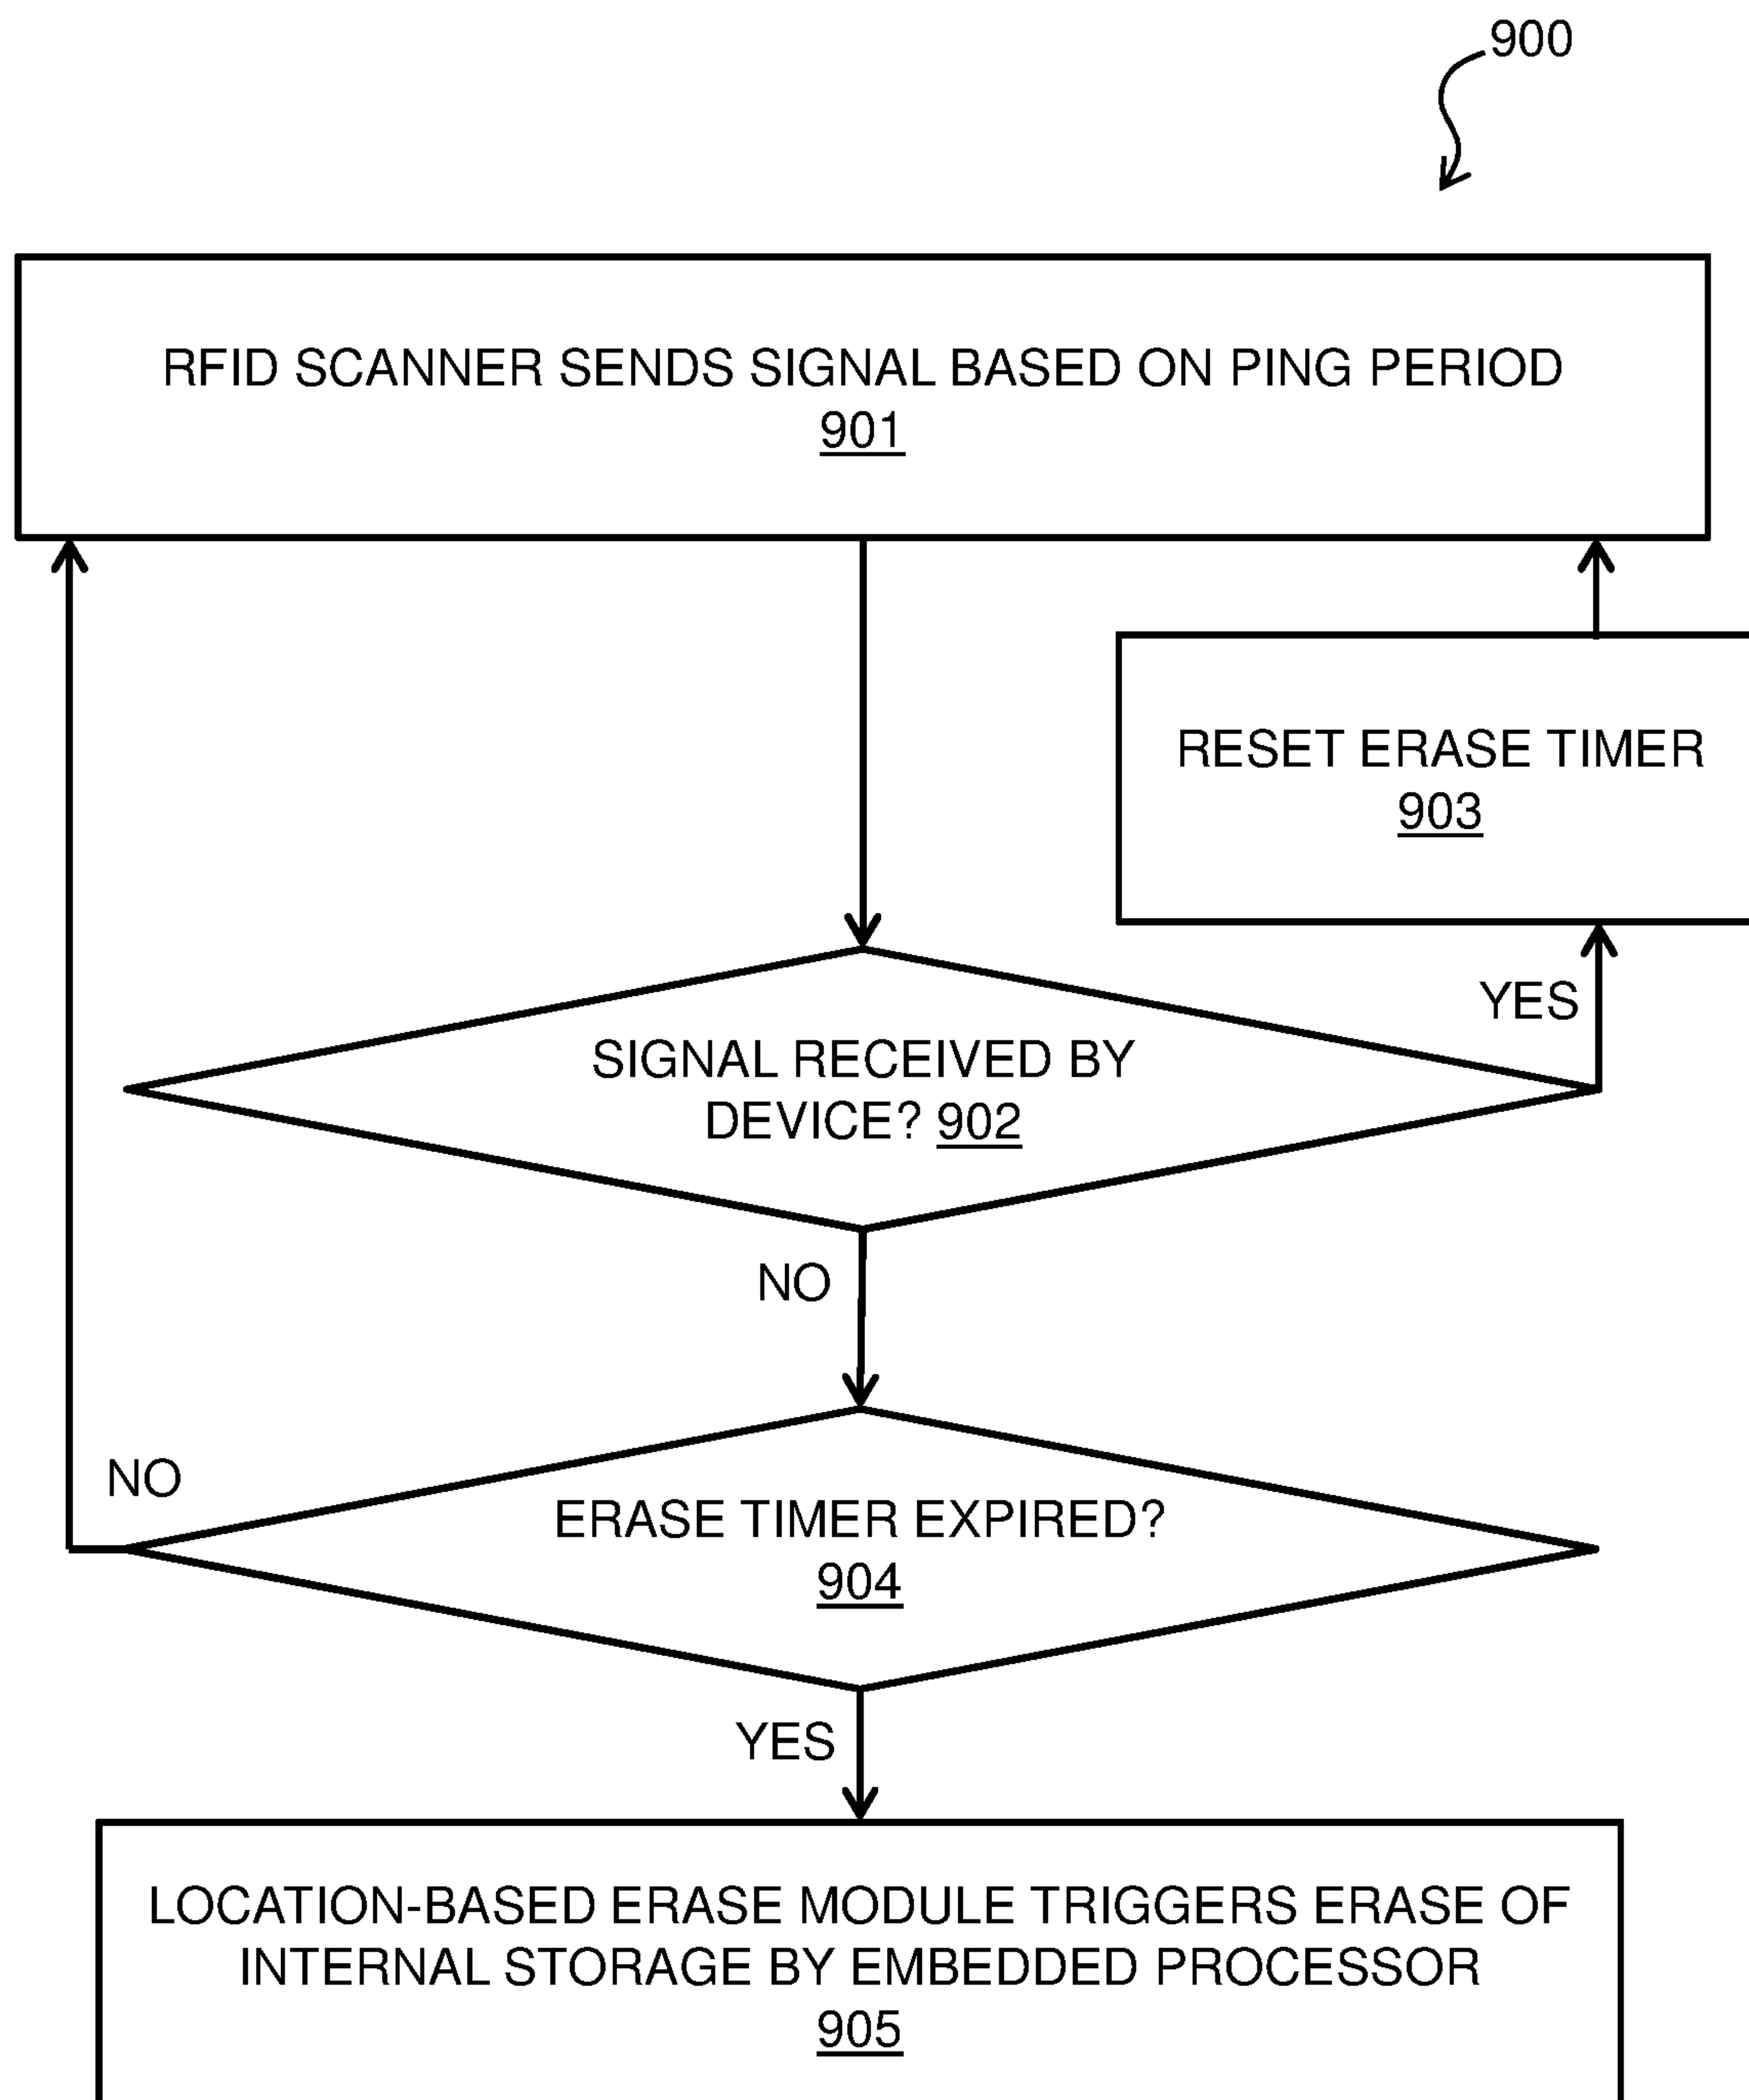 900
RFID SCANNER SENDS SIGNAL BASED ON PING PERIOD
901
RESET ERASE TIMER
903
YES
SIGNAL RECEIVED BY
DEVICE? 902
NO
NO
ERASE TIMER EXPIRED?
904
YES
LOCATION-BASED ERASE MODULE TRIGGERS ERASE OF
INTERNAL STORAGE BY EMBEDDED PROCESSOR
905